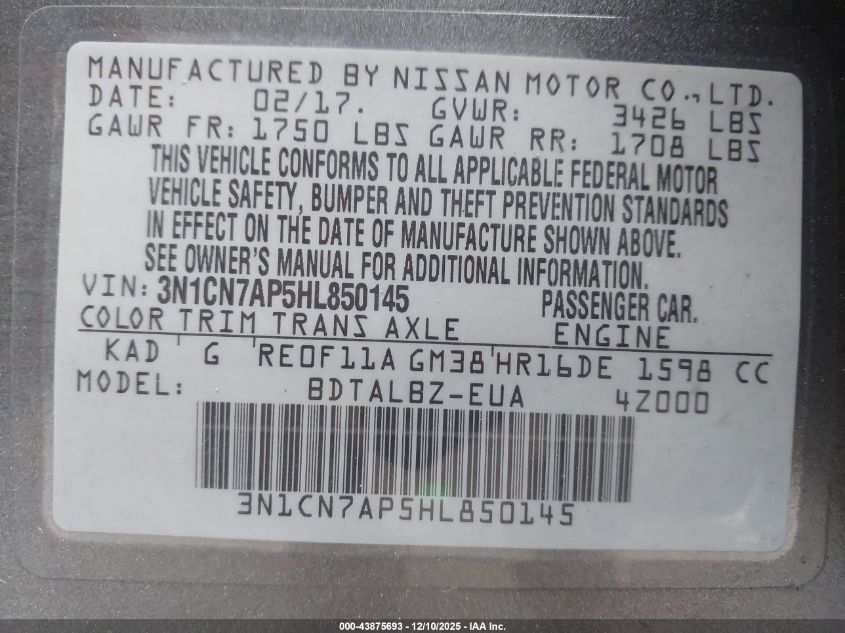 MANUFACTURED BY NISSAN MOTOR CO., LTD.
DATE: 02/17. GVWR: 3426 LBS
GAWR FR: 1750 LBS GAWR RR: 1708 LBS
THIS VEHICLE CONFORMS TO ALL APPLICABLE FEDERAL MOTOR
VEHICLE SAFETY, BUMPER AND THEFT PREVENTION STANDARDS
IN EFFECT ON THE DATE OF MANUFACTURE SHOWN ABOVE.
SEE OWNER'S MANUAL FOR ADDITIONAL INFORMATION.
VIN: 3N1CN7AP5HL850145 PASSENGER CAR.
COLOR TRIM TRANS AXLE ENGINE
KAD G RE0F11A GM38 HR16DE 1598 CC
MODEL: BDTALBZ-EUA 4Z000
3N1CN7AP5HL850145
000-43875693 - 12/10/2025 - IAA Inc.